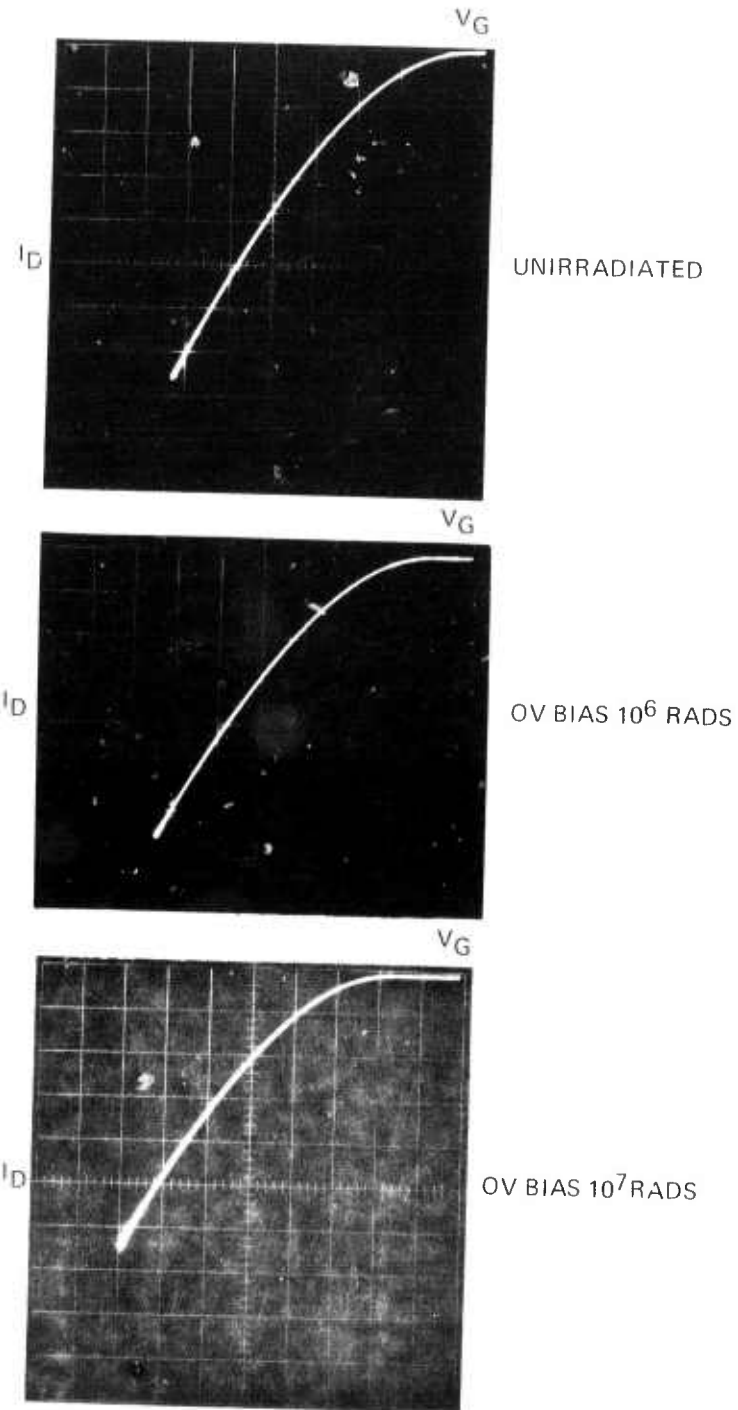 VG
ID
UNIRRADIATED
VG
ID
OV BIAS 10⁶ RADS
VG
ID
OV BIAS 10⁷ RADS